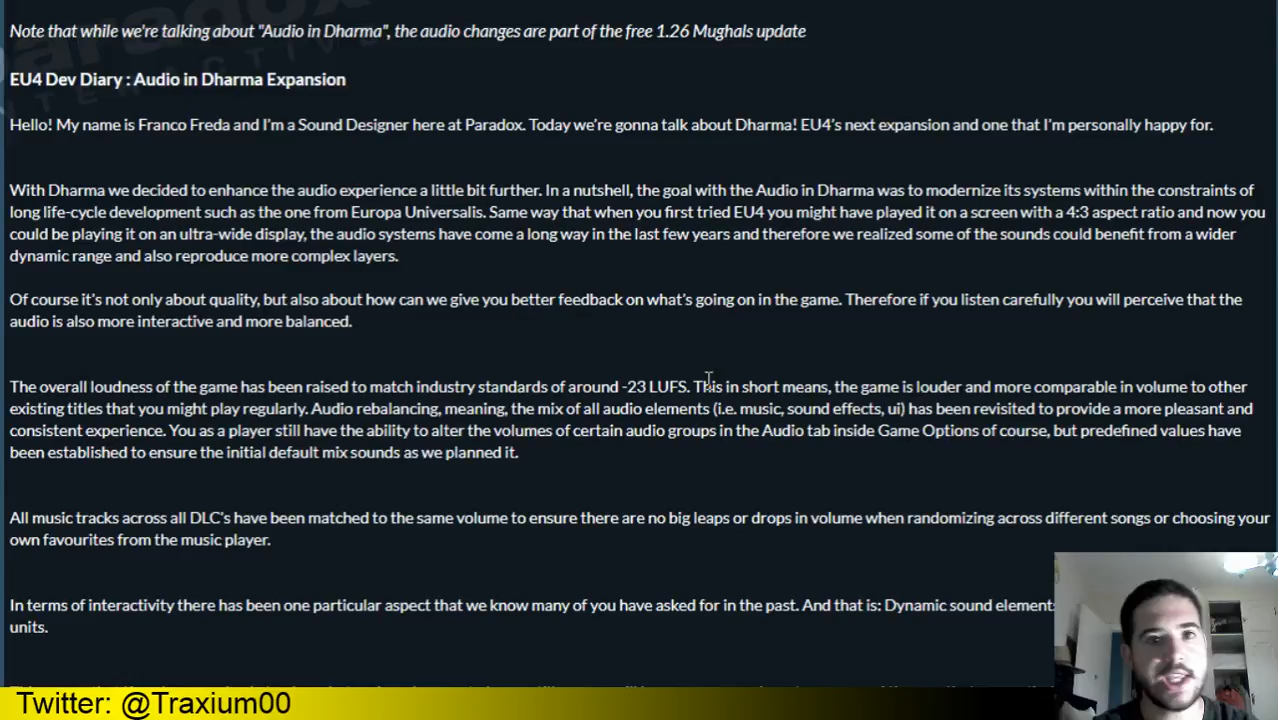 Note that while we're talking about "Audio in Dharma", the audio changes are part of the free 1.26 Mughals update
EU4 Dev Diary : Audio in Dharma Expansion
Hello! My name is Franco Freda and I'm a Sound Designer here at Paradox. Today we're gonna talk about Dharma! EU4's next expansion and one that I'm personally happy for.
With Dharma we decided to enhance the audio experience a little bit further. In a nutshell, the goal with the Audio in Dharma was to modernize its systems within the constraints of
long life-cycle development such as the one from Europa Universalis. Same way that when you first tried EU4 you might have played it on a screen with a 4:3 aspect ratio and now you
could be playing it on an ultra-wide display, the audio systems have come a long way in the last few years and therefore we realized some of the sounds could benefit from a wider
dynamic range and also reproduce more complex layers.
Of course it's not only about quality, but also about how can we give you better feedback on what's going on in the game. Therefore if you listen carefully you will perceive that the
audio is also more interactive and more balanced.
The overall loudness of the game has been raised to match industry standards of around -23 LUFS. This in short means, the game is louder and more comparable in volume to other
existing titles that you might play regularly. Audio rebalancing, meaning, the mix of all audio elements (i.e. music, sound effects, ui) has been revisited to provide a more pleasant and
consistent experience. You as a player still have the ability to alter the volumes of certain audio groups in the Audio tab inside Game Options of course, but predefined values have
been established to ensure the initial default mix sounds as we planned it.
All music tracks across all DLC's have been matched to the same volume to ensure there are no big leaps or drops in volume when randomizing across different songs or choosing your
own favourites from the music player.
In terms of interactivity there has been one particular aspect that we know many of you have asked for in the past. And that is: Dynamic sound element
units.
Twitter: @Traxium00